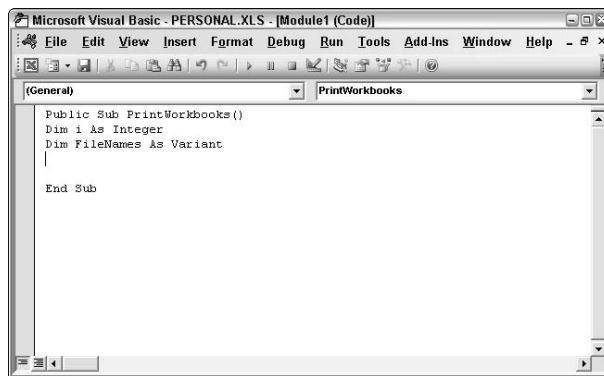 Microsoft Visual Basic - PERSONAL.XLS - [Module1 (Code)]
File Edit View Insert Format Debug Run Tools Add-Ins Window Help
(General) PrintWorkbooks
Public Sub PrintWorkbooks()
Dim i As Integer
Dim FileNames As Variant
End Sub